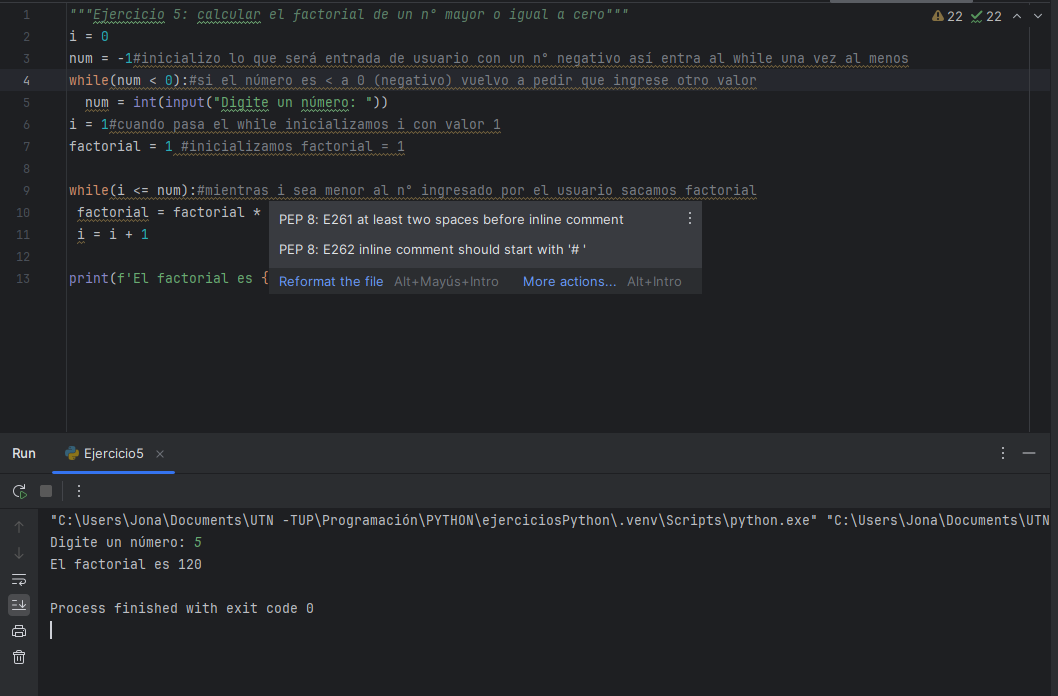 1 """Ejercicio 5: calcular el factorial de un n° mayor o igual a cero"""
22 22
2 i = 0
3 num = -1#inicializo lo que será entrada de usuario con un n° negativo así entra al while una vez al menos
4 while(num < 0):#si el número es < a 0 (negativo) vuelvo a pedir que ingrese otro valor
5 num = int(input("Digite un número: "))
6 i = 1#cuando pasa el while inicializamos i con valor 1
7 factorial = 1 #inicializamos factorial = 1
8
9 while(i <= num):#mientras i sea menor al n° ingresado por el usuario sacamos factorial
10 factorial = factorial *
11 i = i + 1
12
13 print(f'El factorial es {
PEP 8: E261 at least two spaces before inline comment
PEP 8: E262 inline comment should start with '# '
Reformat the file Alt+Mayús+Intro More actions... Alt+Intro
Run Ejercicio5
"C:\Users\Jona\Documents\UTN -TUP\Programación\PYTHON\ejerciciosPython\.venv\Scripts\python.exe" "C:\Users\Jona\Documents\UTN
Digite un número: 5
El factorial es 120
Process finished with exit code 0